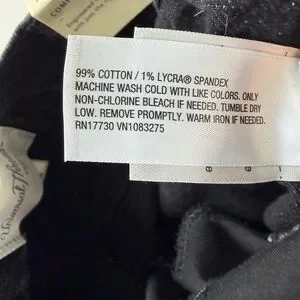 99% COTTON / 1% LYCRA® SPANDEX
MACHINE WASH COLD WITH LIKE COLORS. ONLY
NON-CHLORINE BLEACH IF NEEDED. TUMBLE DRY
LOW. REMOVE PROMPTLY. WARM IRON IF NEEDED.
RN17730 VN1083275